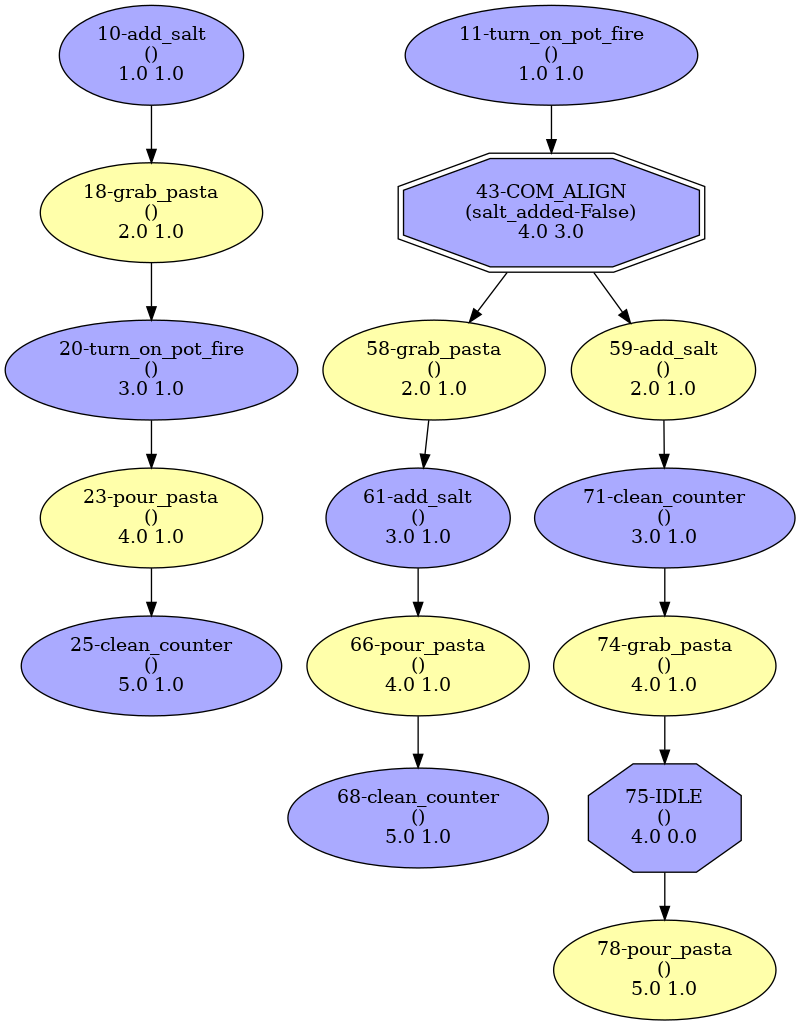 10-add_salt
()
1.0 1.0
11-turn_on_pot_fire
()
1.0 1.0
18-grab_pasta
()
2.0 1.0
43-COM_ALIGN
(salt_added-False)
4.0 3.0
20-turn_on_pot_fire
()
3.0 1.0
58-grab_pasta
()
2.0 1.0
59-add_salt
()
2.0 1.0
23-pour_pasta
()
4.0 1.0
61-add_salt
()
3.0 1.0
71-clean_counter
()
3.0 1.0
25-clean_counter
()
5.0 1.0
66-pour_pasta
()
4.0 1.0
74-grab_pasta
()
4.0 1.0
68-clean_counter
()
5.0 1.0
75-IDLE
()
4.0 0.0
78-pour_pasta
()
5.0 1.0